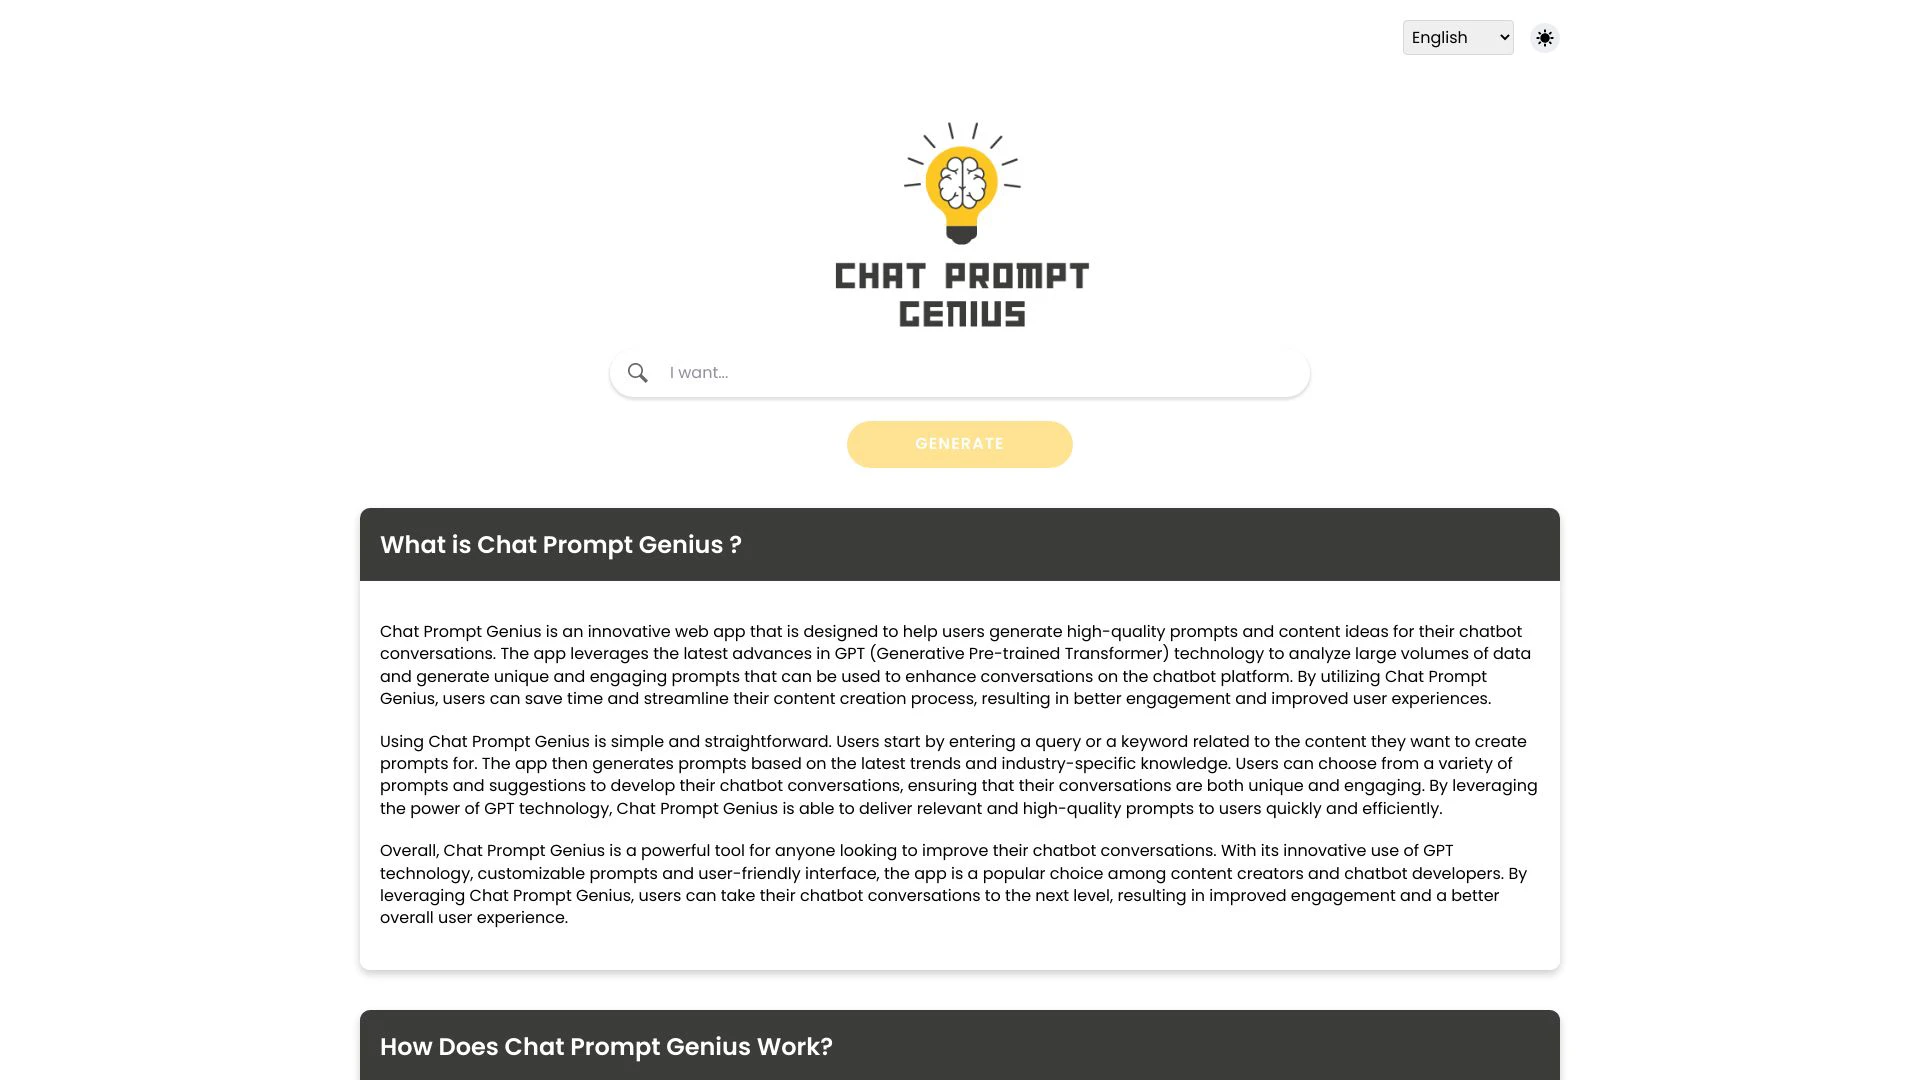 English
CHAT PROMPT
GENIUS
I want...
GENERATE
What is Chat Prompt Genius ?
Chat Prompt Genius is an innovative web app that is designed to help users generate high-quality prompts and content ideas for their chatbot
conversations. The app leverages the latest advances in GPT (Generative Pre-trained Transformer) technology to analyze large volumes of data
and generate unique and engaging prompts that can be used to enhance conversations on the chatbot platform. By utilizing Chat Prompt
Genius, users can save time and streamline their content creation process, resulting in better engagement and improved user experiences.
Using Chat Prompt Genius is simple and straightforward. Users start by entering a query or a keyword related to the content they want to create
prompts for. The app then generates prompts based on the latest trends and industry-specific knowledge. Users can choose from a variety of
prompts and suggestions to develop their chatbot conversations, ensuring that their conversations are both unique and engaging. By leveraging
the power of GPT technology, Chat Prompt Genius is able to deliver relevant and high-quality prompts to users quickly and efficiently.
Overall, Chat Prompt Genius is a powerful tool for anyone looking to improve their chatbot conversations. With its innovative use of GPT
technology, customizable prompts and user-friendly interface, the app is a popular choice among content creators and chatbot developers. By
leveraging Chat Prompt Genius, users can take their chatbot conversations to the next level, resulting in improved engagement and a better
overall user experience.
How Does Chat Prompt Genius Work?